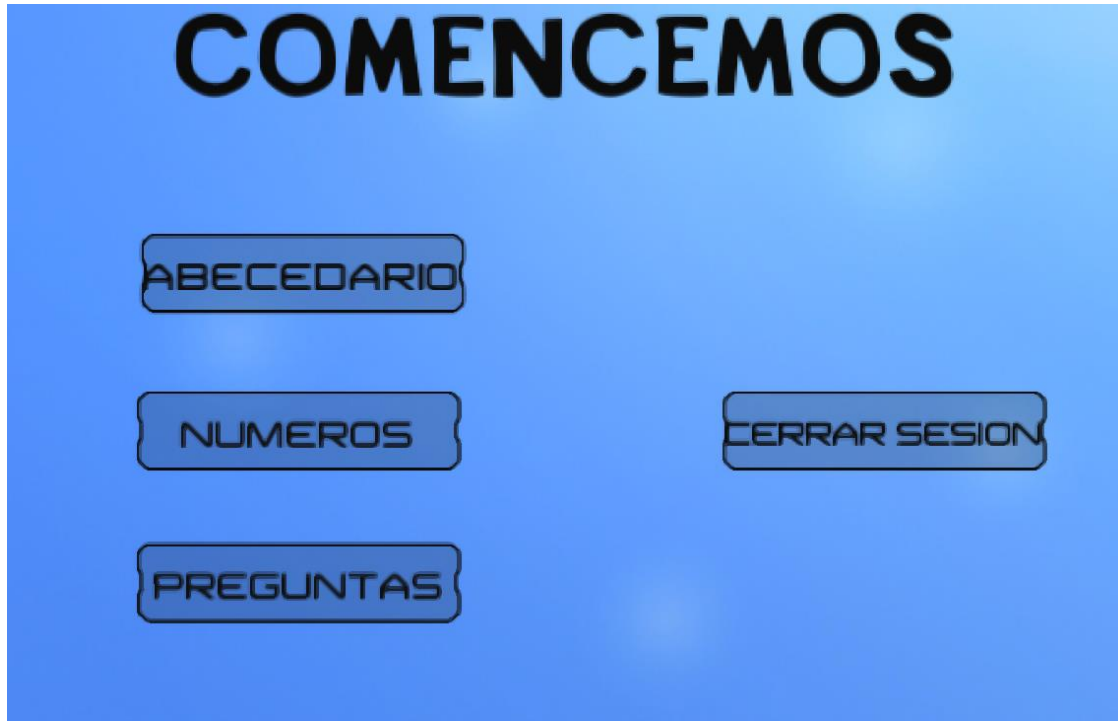 COMENCEMOS
ABECEDARIO
NUMEROS
CERRAR SESION
PREGUNTAS